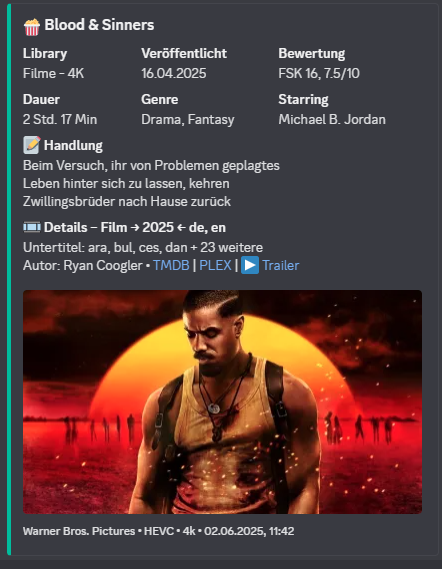 Blood & Sinners
Library Veröffentlicht Bewertung
Filme - 4K 16.04.2025 FSK 16, 7.5/10
Dauer Genre Starring
2 Std. 17 Min Drama, Fantasy Michael B. Jordan
Handlung
Beim Versuch, ihr von Problemen geplagtes
Leben hinter sich zu lassen, kehren
Zwillingsbrüder nach Hause zurück
Details – Film → 2025 ← de, en
Untertitel: ara, bul, ces, dan + 23 weitere
Autor: Ryan Coogler • TMDB | PLEX | ▶ Trailer
Warner Bros. Pictures • HEVC • 4k • 02.06.2025, 11:42